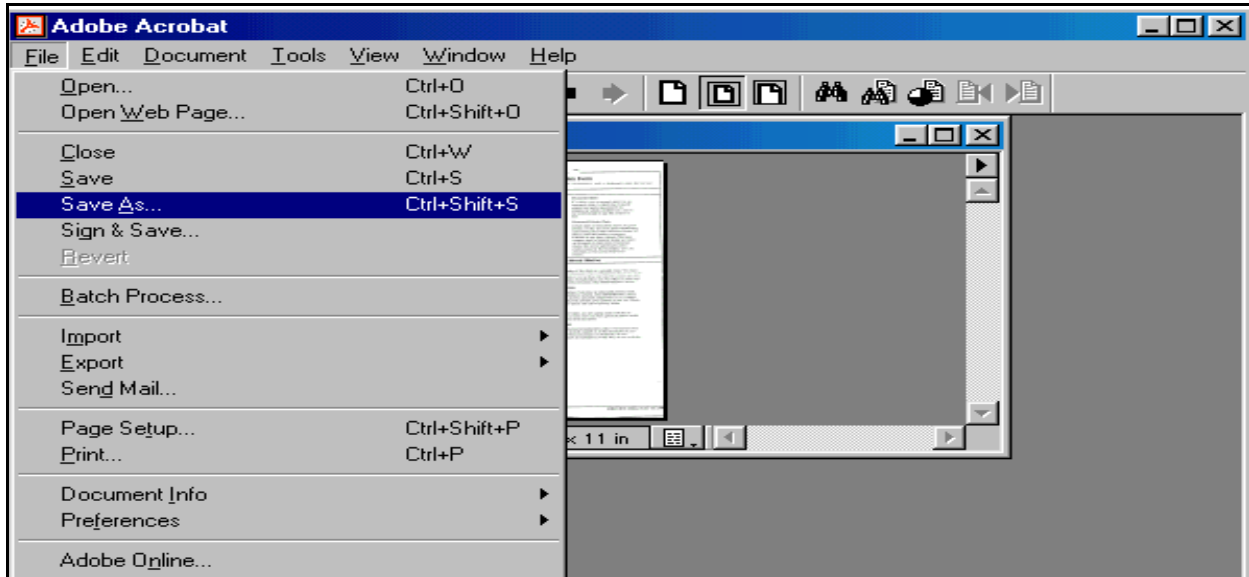 Adobe Acrobat
File Edit Document Tools View Window Help
Open... Ctrl+O
Open Web Page... Ctrl+Shift+O
Close Ctrl+W
Save Ctrl+S
Save As... Ctrl+Shift+S
Sign & Save...
Revert
Batch Process...
Import
Export
Send Mail...
Page Setup... Ctrl+Shift+P
× 11 in
Print... Ctrl+P
Document Info
Preferences
Adobe Online...